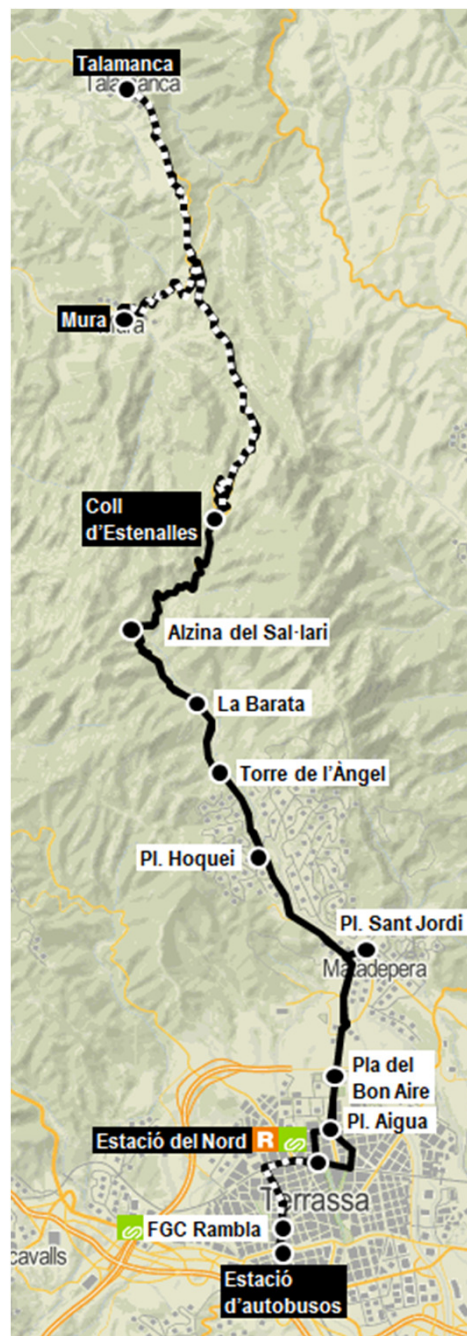 Talamanca
Talamanca
Mura
Mura
Coll
d'Estenalles
Alzina del Sal·lari
La Barata
Torre de l'Àngel
Pl. Hoquei
Pl. Sant Jordi
Matadepera
Pla del
Bon Aire
Pl. Aigua
Estació del Nord R
Terrassa
FGC Rambla
cavalls
Estació
d'autobusos